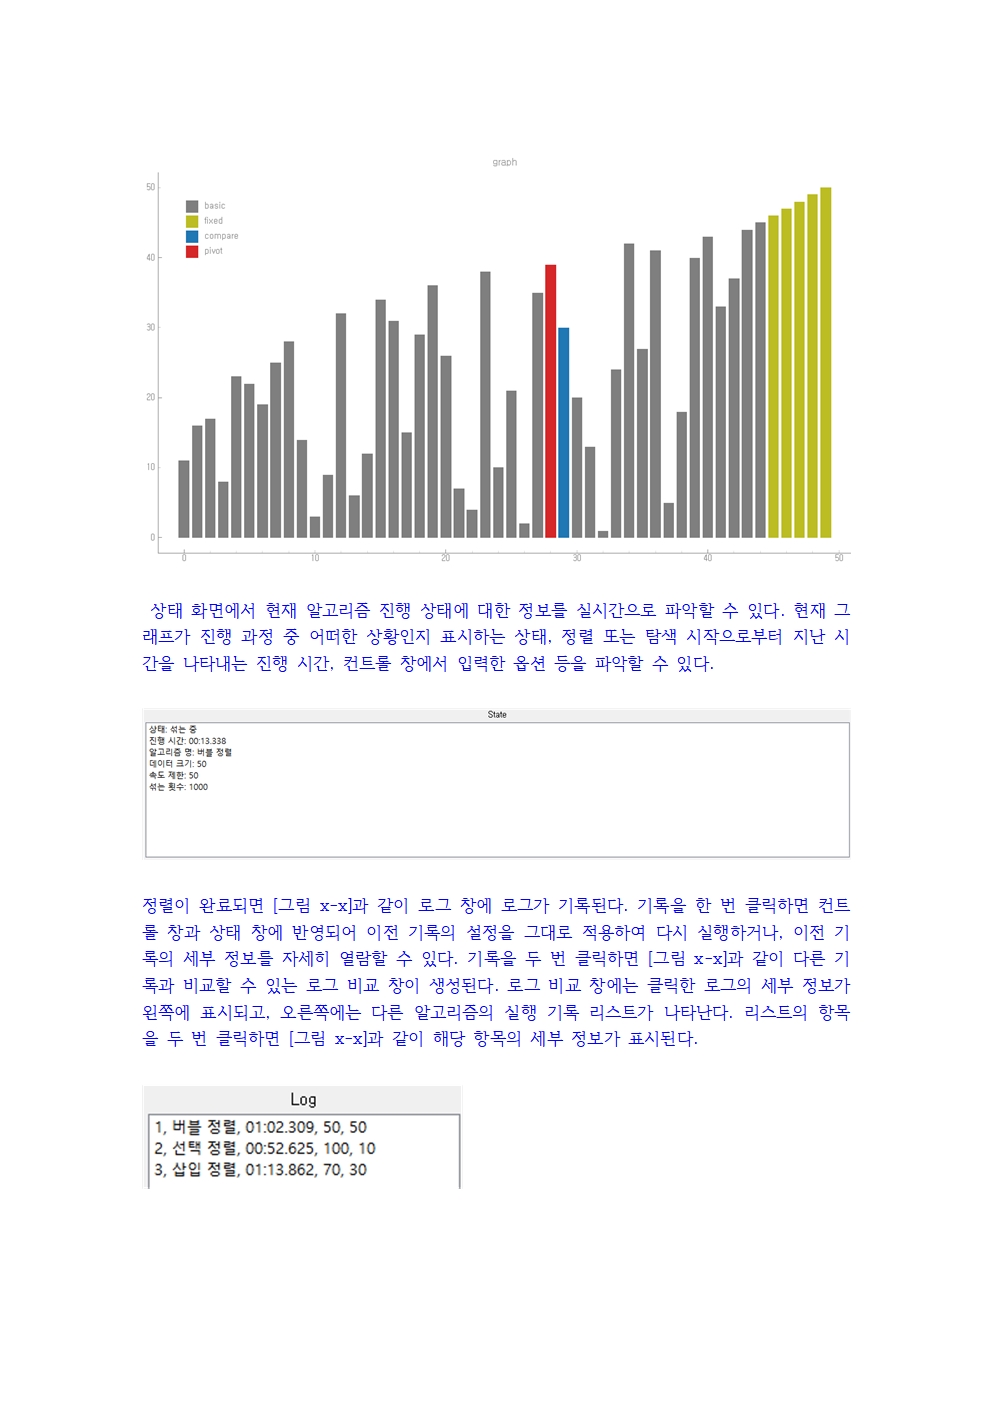 graph
50
40
30
20
10
0
basic
fixed
compare
pivot
0 10 20 30 40 50
상태 화면에서 현재 알고리즘 진행 상태에 대한 정보를 실시간으로 파악할 수 있다. 현재 그
래프가 진행 과정 중 어떠한 상황인지 표시하는 상태, 정렬 또는 탐색 시작으로부터 지난 시
간을 나타내는 진행 시간, 컨트롤 창에서 입력한 옵션 등을 파악할 수 있다.
State
상태: 섞는 중
진행 시간: 00:13.338
알고리즘 명: 버블 정렬
데이터 크기: 50
속도 제한: 50
섞는 횟수: 1000
정렬이 완료되면 [그림 x-x]과 같이 로그 창에 로그가 기록된다. 기록을 한 번 클릭하면 컨트
롤 창과 상태 창에 반영되어 이전 기록의 설정을 그대로 적용하여 다시 실행하거나, 이전 기
록의 세부 정보를 자세히 열람할 수 있다. 기록을 두 번 클릭하면 [그림 x-x]과 같이 다른 기
록과 비교할 수 있는 로그 비교 창이 생성된다. 로그 비교 창에는 클릭한 로그의 세부 정보가
왼쪽에 표시되고, 오른쪽에는 다른 알고리즘의 실행 기록 리스트가 나타난다. 리스트의 항목
을 두 번 클릭하면 [그림 x-x]과 같이 해당 항목의 세부 정보가 표시된다.
Log
1, 버블 정렬, 01:02.309, 50, 50
2, 선택 정렬, 00:52.625, 100, 10
3, 삽입 정렬, 01:13.862, 70, 30